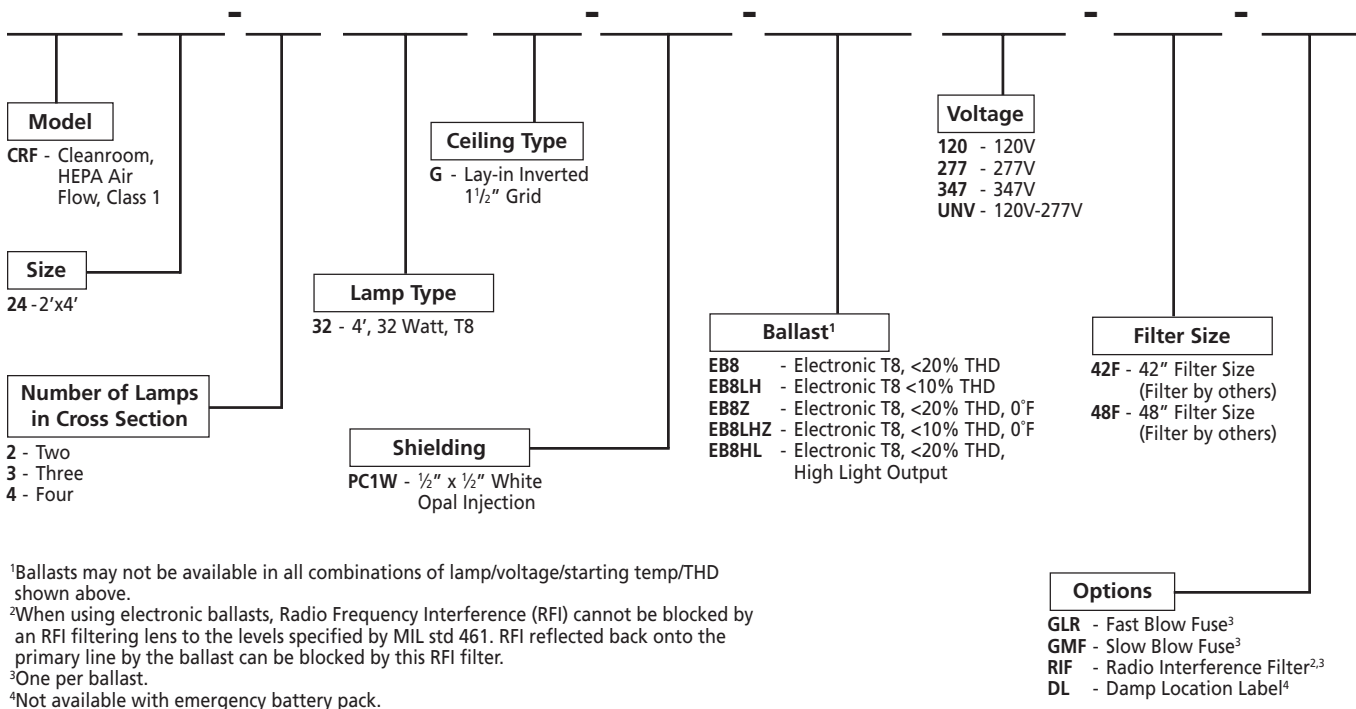 - - - - -
Model
CRF - Cleanroom,
HEPA Air
Flow, Class 1
Size
24 - 2'x4'
Number of Lamps
in Cross Section
2 - Two
3 - Three
4 - Four
Lamp Type
32 - 4', 32 Watt, T8
Ceiling Type
G - Lay-in Inverted
1½" Grid
Shielding
PC1W - ½" x ½" White
Opal Injection
Ballast¹
EB8 - Electronic T8, <20% THD
EB8LH - Electronic T8 <10% THD
EB8Z - Electronic T8, <20% THD, 0°F
EB8LHZ - Electronic T8, <10% THD, 0°F
EB8HL - Electronic T8, <20% THD,
High Light Output
Voltage
120 - 120V
277 - 277V
347 - 347V
UNV - 120V-277V
Filter Size
42F - 42" Filter Size
(Filter by others)
48F - 48" Filter Size
(Filter by others)
Options
GLR - Fast Blow Fuse³
GMF - Slow Blow Fuse³
RIF - Radio Interference Filter²,³
DL - Damp Location Label⁴
¹Ballasts may not be available in all combinations of lamp/voltage/starting temp/THD
shown above.
²When using electronic ballasts, Radio Frequency Interference (RFI) cannot be blocked by
an RFI filtering lens to the levels specified by MIL std 461. RFI reflected back onto the
primary line by the ballast can be blocked by this RFI filter.
³One per ballast.
⁴Not available with emergency battery pack.